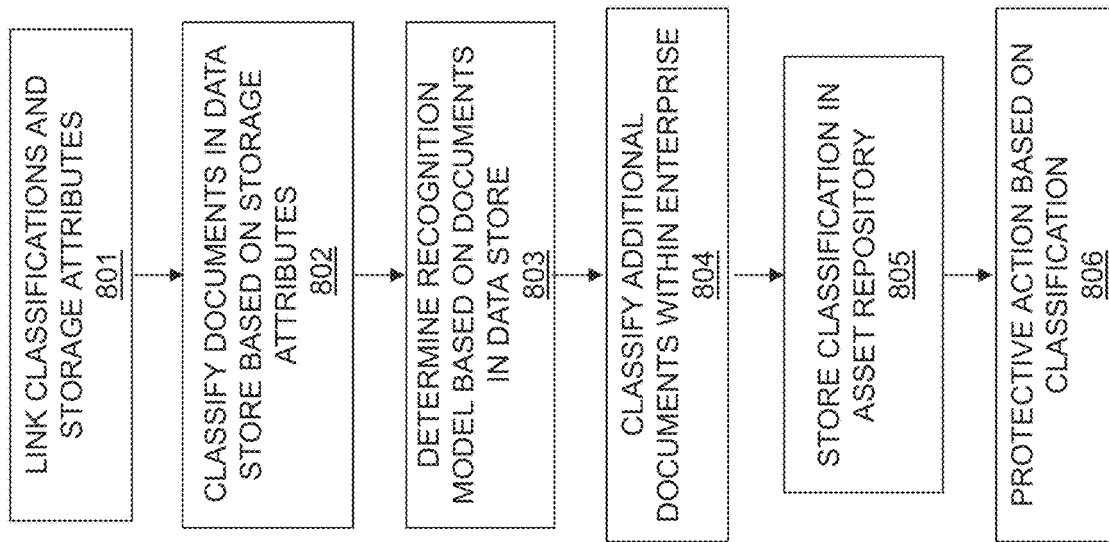 LINK CLASSIFICATIONS AND
STORAGE ATTRIBUTES
801
CLASSIFY DOCUMENTS IN DATA
STORE BASED ON STORAGE
ATTRIBUTES
802
DETERMINE RECOGNITION
MODEL BASED ON DOCUMENTS
IN DATA STORE
803
CLASSIFY ADDITIONAL
DOCUMENTS WITHIN ENTERPRISE
804
STORE CLASSIFICATION IN
ASSET REPOSITORY
805
PROTECTIVE ACTION BASED ON
CLASSIFICATION
806